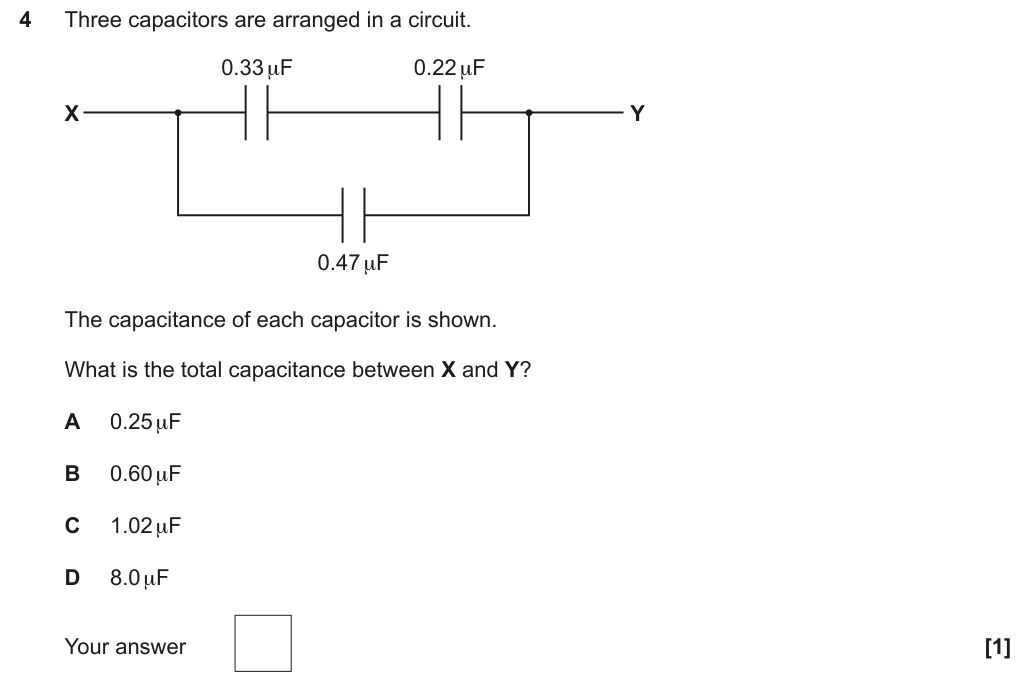 4 Three capacitors are arranged in a circuit.
0.33 µF 0.22 µF
X Y
0.47 µF
The capacitance of each capacitor is shown.
What is the total capacitance between X and Y?
A 0.25 µF
B 0.60 µF
C 1.02 µF
D 8.0 µF
Your answer [1]